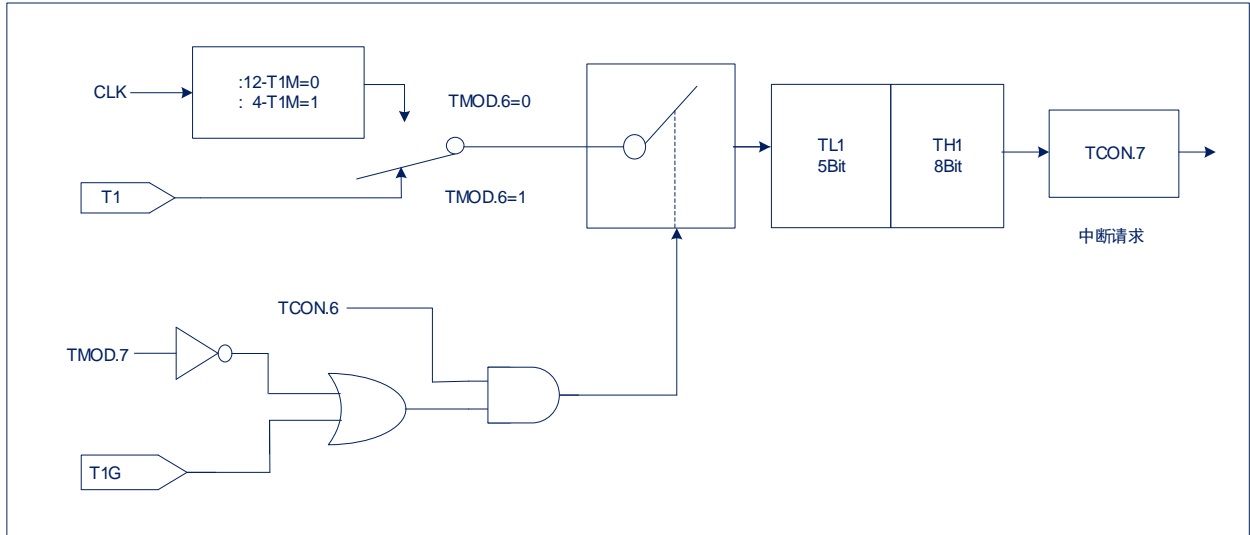 :12-T1M=0
: 4-T1M=1
CLK
TMOD.6=0
T1
TMOD.6=1
TL1
5Bit
TH1
8Bit
TCON.7
中断请求
TCON.6
TMOD.7
T1G